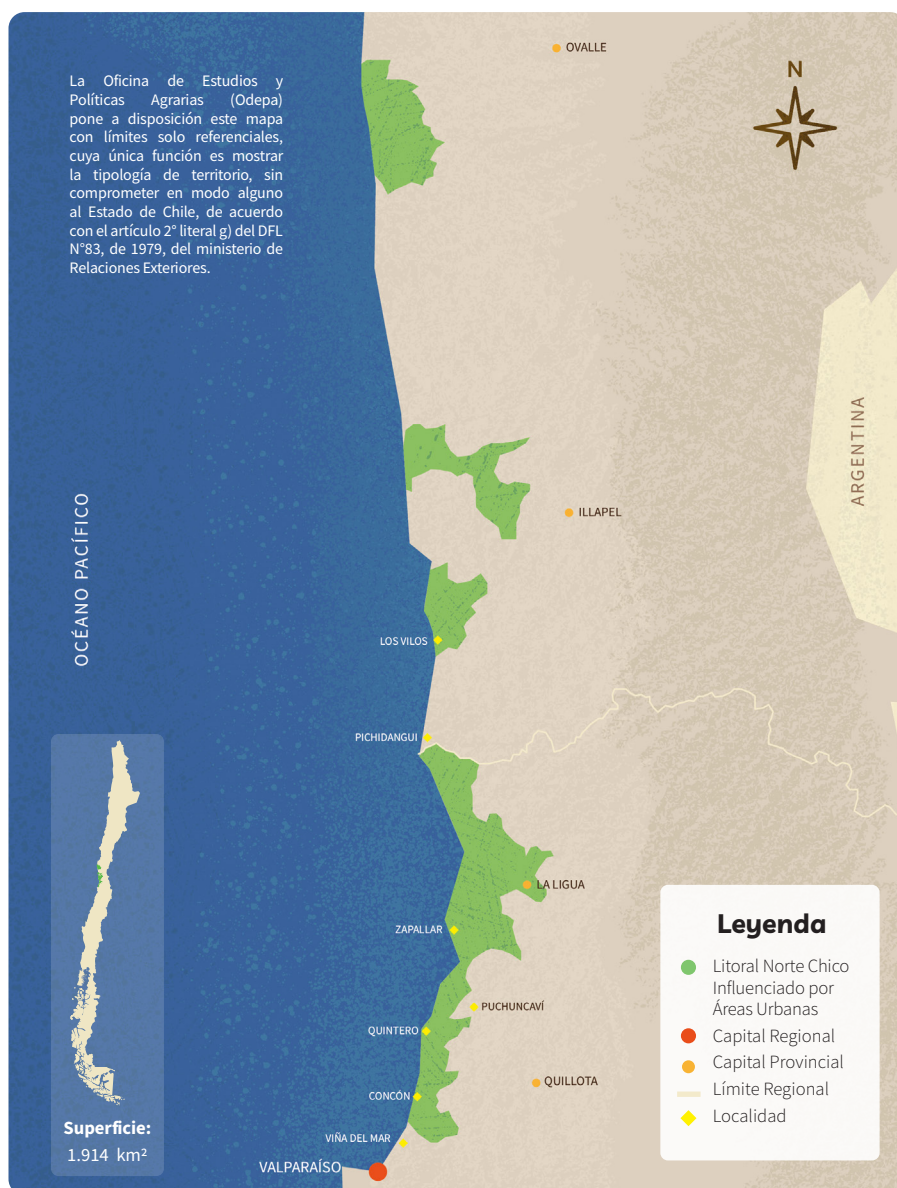 OVALLE
N
La Oficina de Estudios y
Políticas Agrarias (Odepa)
pone a disposición este mapa
con límites solo referenciales,
cuya única función es mostrar
la tipología de territorio, sin
comprometer en modo alguno
al Estado de Chile, de acuerdo
con el artículo 2° literal g) del DFL
N°83, de 1979, del ministerio de
Relaciones Exteriores.
ARGENTINA
OCÉANO PACÍFICO
ILLAPEL
LOS VILOS
PICHIDANGUI
LA LIGUA
ZAPALLAR
PUCHUNCAVÍ
QUINTERO
QUILLOTA
CONCÓN
VIÑA DEL MAR
VALPARAÍSO
Superficie:
1.914 km²
Leyenda
Litoral Norte Chico
Influenciado por
Áreas Urbanas
Capital Regional
Capital Provincial
Límite Regional
Localidad